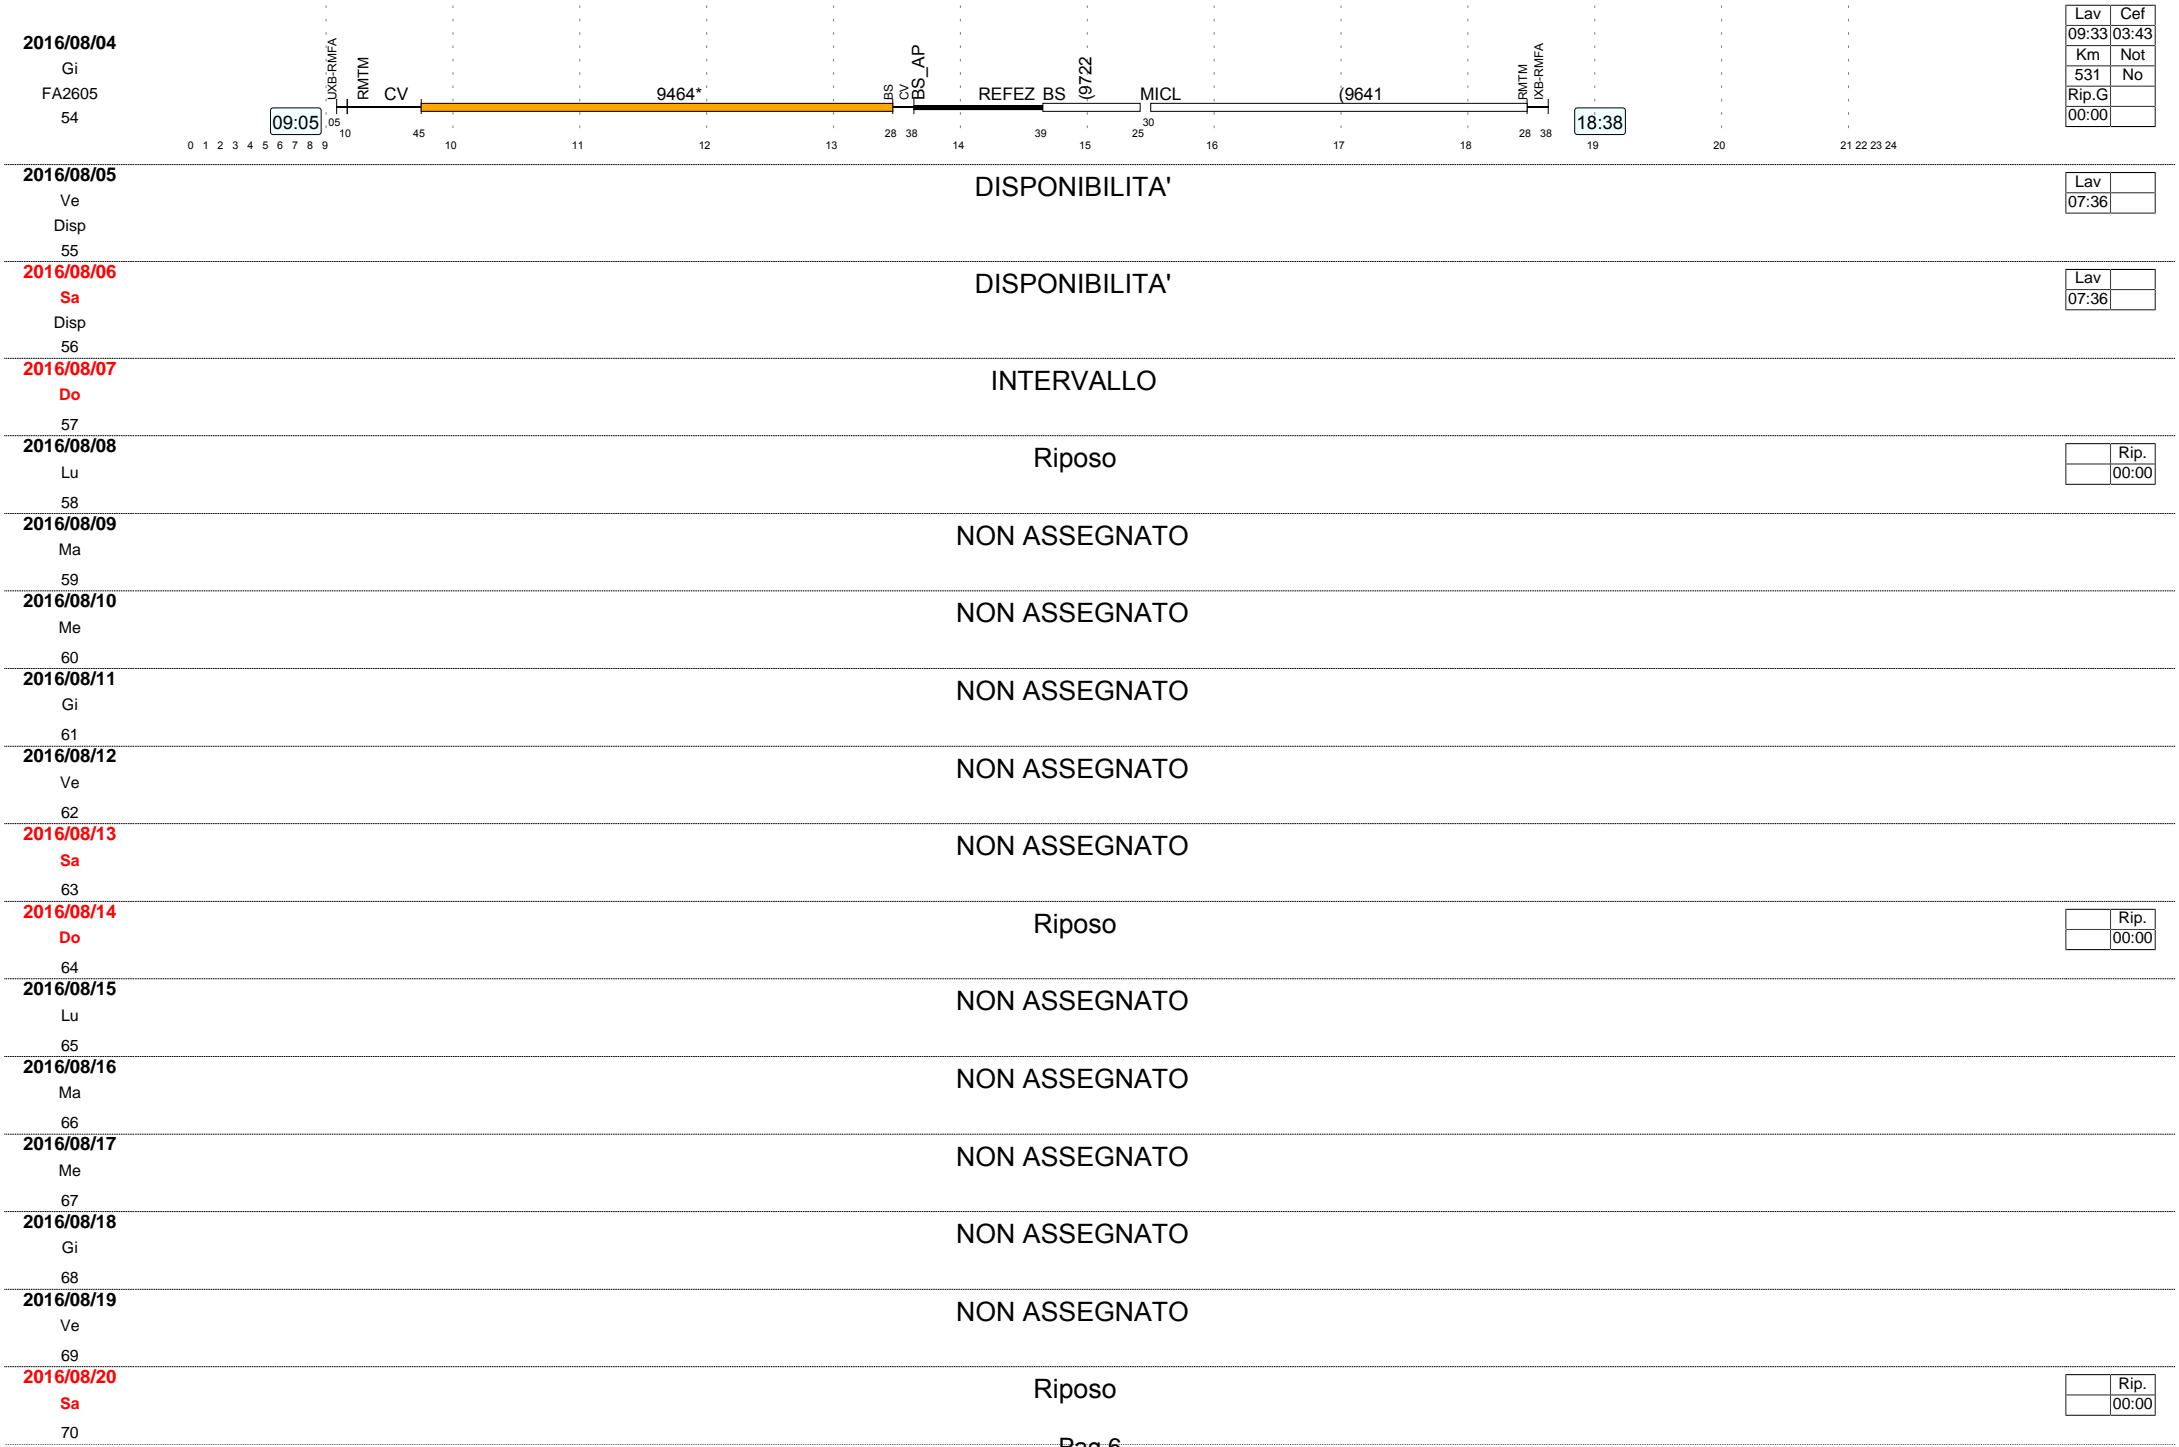 2016/08/04
Gi
FA2605
54
09:05
UXB-RMFA
RMTM
CV
9464*
BS
CV
BS_AP
REFEZ BS
(9722
MICL
(9641
RMTM
IXB-RMFA
18:38
05
10
45
28
38
39
25
30
28
38
0 1 2 3 4 5 6 7 8 9 10 11 12 13 14 15 16 17 18 19 20 21 22 23 24
Lav Cef
09:33 03:43
Km Not
531 No
Rip.G
00:00
2016/08/05
Ve
Disp
55
DISPONIBILITA'
Lav
07:36
2016/08/06
Sa
Disp
56
DISPONIBILITA'
Lav
07:36
2016/08/07
Do
57
INTERVALLO
2016/08/08
Lu
58
Riposo
Rip.
00:00
2016/08/09
Ma
59
NON ASSEGNATO
2016/08/10
Me
60
NON ASSEGNATO
2016/08/11
Gi
61
NON ASSEGNATO
2016/08/12
Ve
62
NON ASSEGNATO
2016/08/13
Sa
63
NON ASSEGNATO
2016/08/14
Do
64
Riposo
Rip.
00:00
2016/08/15
Lu
65
NON ASSEGNATO
2016/08/16
Ma
66
NON ASSEGNATO
2016/08/17
Me
67
NON ASSEGNATO
2016/08/18
Gi
68
NON ASSEGNATO
2016/08/19
Ve
69
NON ASSEGNATO
2016/08/20
Sa
70
Riposo
Rip.
00:00
Pag 6